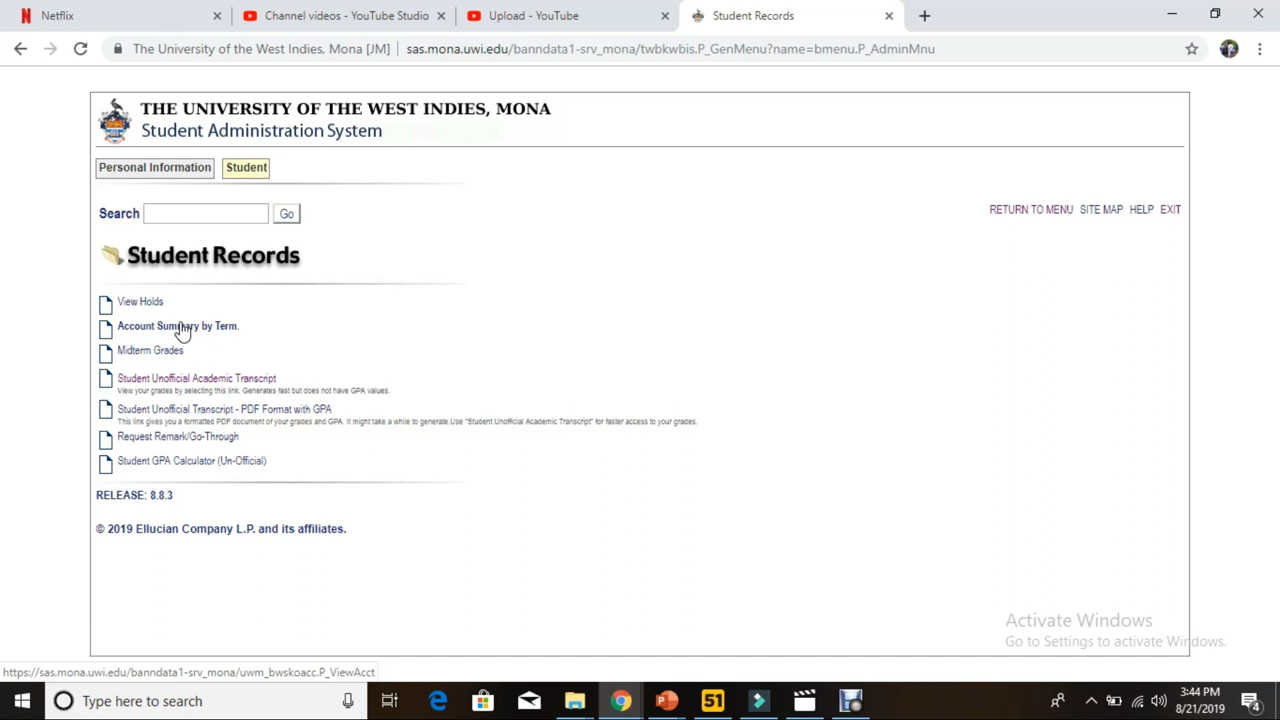 Netflix
Channel videos - YouTube Studio
Upload - YouTube
Student Records
The University of the West Indies, Mona [JM] | sas.mona.uwi.edu/banndata1-srv_mona/twbkwbis.P_GenMenu?name=bmenu.P_AdminMnu
THE UNIVERSITY OF THE WEST INDIES, MONA
Student Administration System
Personal Information
Student
Search
Go
RETURN TO MENU SITE MAP HELP EXIT
Student Records
View Holds
Account Summary by Term.
Midterm Grades
Student Unofficial Academic Transcript
View your grades by selecting this link. Generates fast but does not have GPA values.
Student Unofficial Transcript - PDF Format with GPA
This link gives you a formatted PDF document of your grades and GPA. It might take a while to generate.Use "Student Unofficial Academic Transcript" for faster access to your grades.
Request Remark/Go-Through
Student GPA Calculator (Un-Official)
RELEASE: 8.8.3
© 2019 Ellucian Company L.P. and its affiliates.
Activate Windows
Go to Settings to activate Windows.
https://sas.mona.uwi.edu/banndata1-srv_mona/uwm_bwskoacc.P_ViewAcct
Type here to search
51
3:44 PM
8/21/2019
4